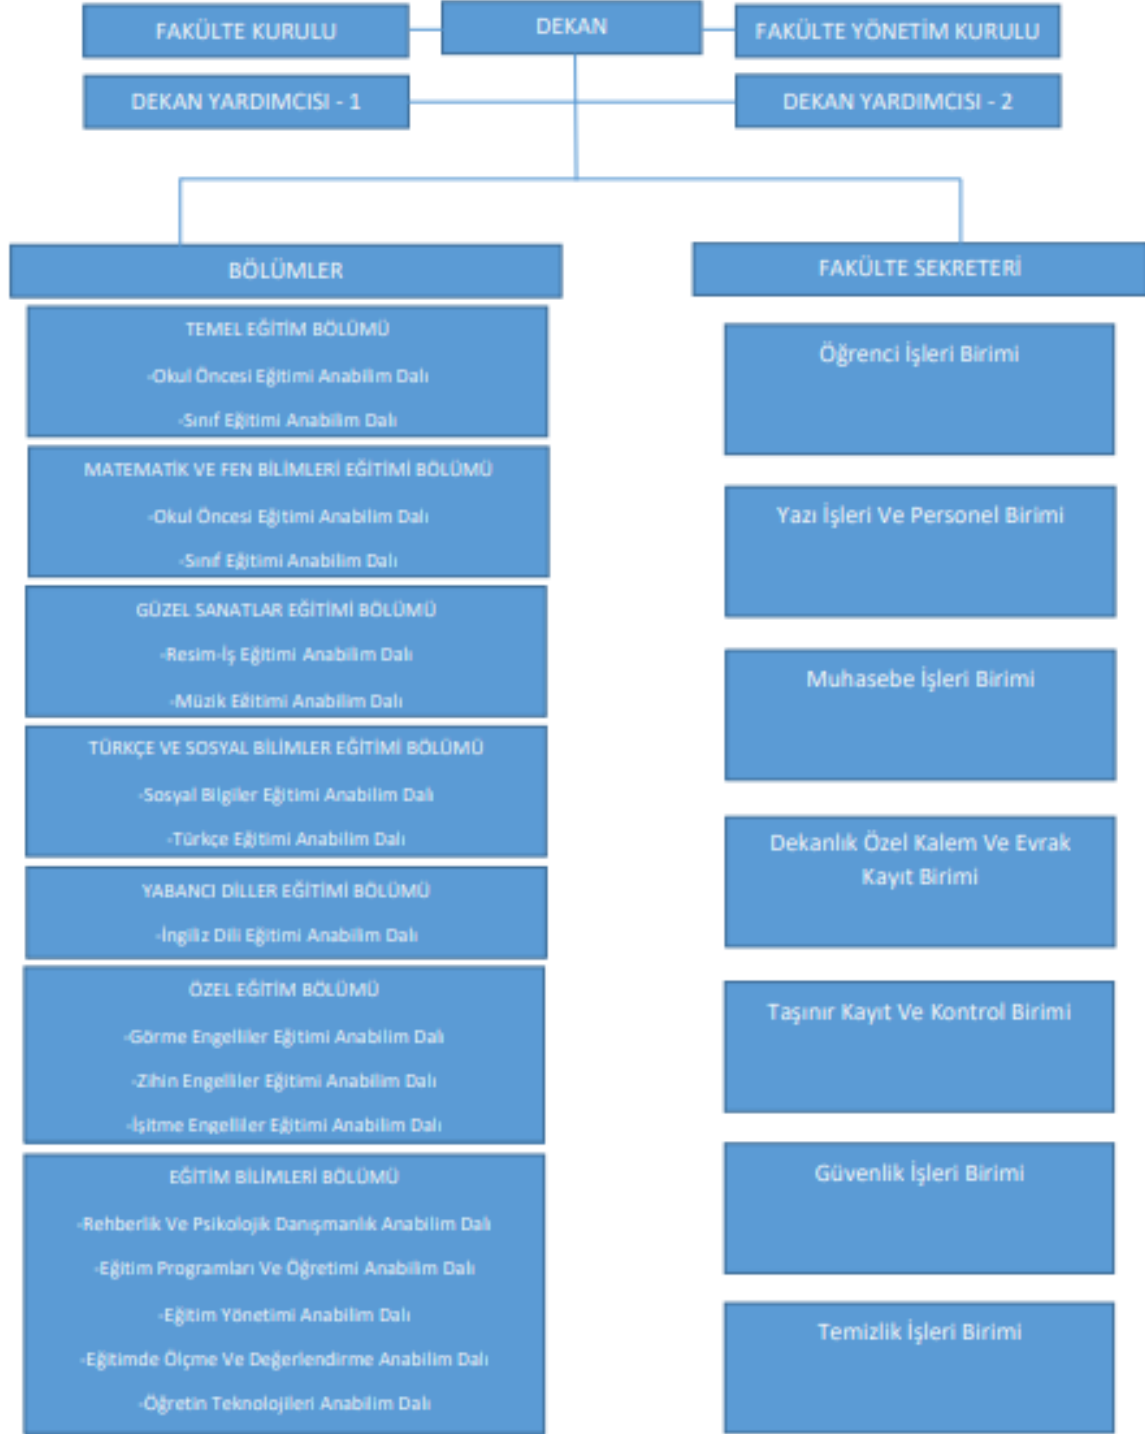 FAKÜLTE KURULU
DEKAN
FAKÜLTE YÖNETİM KURULU
DEKAN YARDIMCISI - 1
DEKAN YARDIMCISI - 2
BÖLÜMLER
TEMEL EĞİTİM BÖLÜMÜ
-Okul Öncesi Eğitimi Anabilim Dalı
-Sınıf Eğitimi Anabilim Dalı
MATEMATİK VE FEN BİLİMLERİ EĞİTİMİ BÖLÜMÜ
-Okul Öncesi Eğitimi Anabilim Dalı
-Sınıf Eğitimi Anabilim Dalı
GÜZEL SANATLAR EĞİTİMİ BÖLÜMÜ
-Resim-İş Eğitimi Anabilim Dalı
-Müzik Eğitimi Anabilim Dalı
TÜRKÇE VE SOSYAL BİLİMLER EĞİTİMİ BÖLÜMÜ
-Sosyal Bilgiler Eğitimi Anabilim Dalı
-Türkçe Eğitimi Anabilim Dalı
YABANCI DİLLER EĞİTİMİ BÖLÜMÜ
-İngiliz Dili Eğitimi Anabilim Dalı
ÖZEL EĞİTİM BÖLÜMÜ
-Görme Engelliler Eğitimi Anabilim Dalı
-Zihin Engelliler Eğitimi Anabilim Dalı
-İşitme Engelliler Eğitimi Anabilim Dalı
EĞİTİM BİLİMLERİ BÖLÜMÜ
-Rehberlik Ve Psikolojik Danışmanlık Anabilim Dalı
-Eğitim Programları Ve Öğretimi Anabilim Dalı
-Eğitim Yönetimi Anabilim Dalı
-Eğitimde Ölçme Ve Değerlendirme Anabilim Dalı
-Öğretin Teknolojileri Anabilim Dalı
FAKÜLTE SEKRETERİ
Öğrenci İşleri Birimi
Yazı İşleri Ve Personel Birimi
Muhasebe İşleri Birimi
Dekanlık Özel Kalem Ve Evrak
Kayıt Birimi
Taşınır Kayıt Ve Kontrol Birimi
Güvenlik İşleri Birimi
Temizlik İşleri Birimi